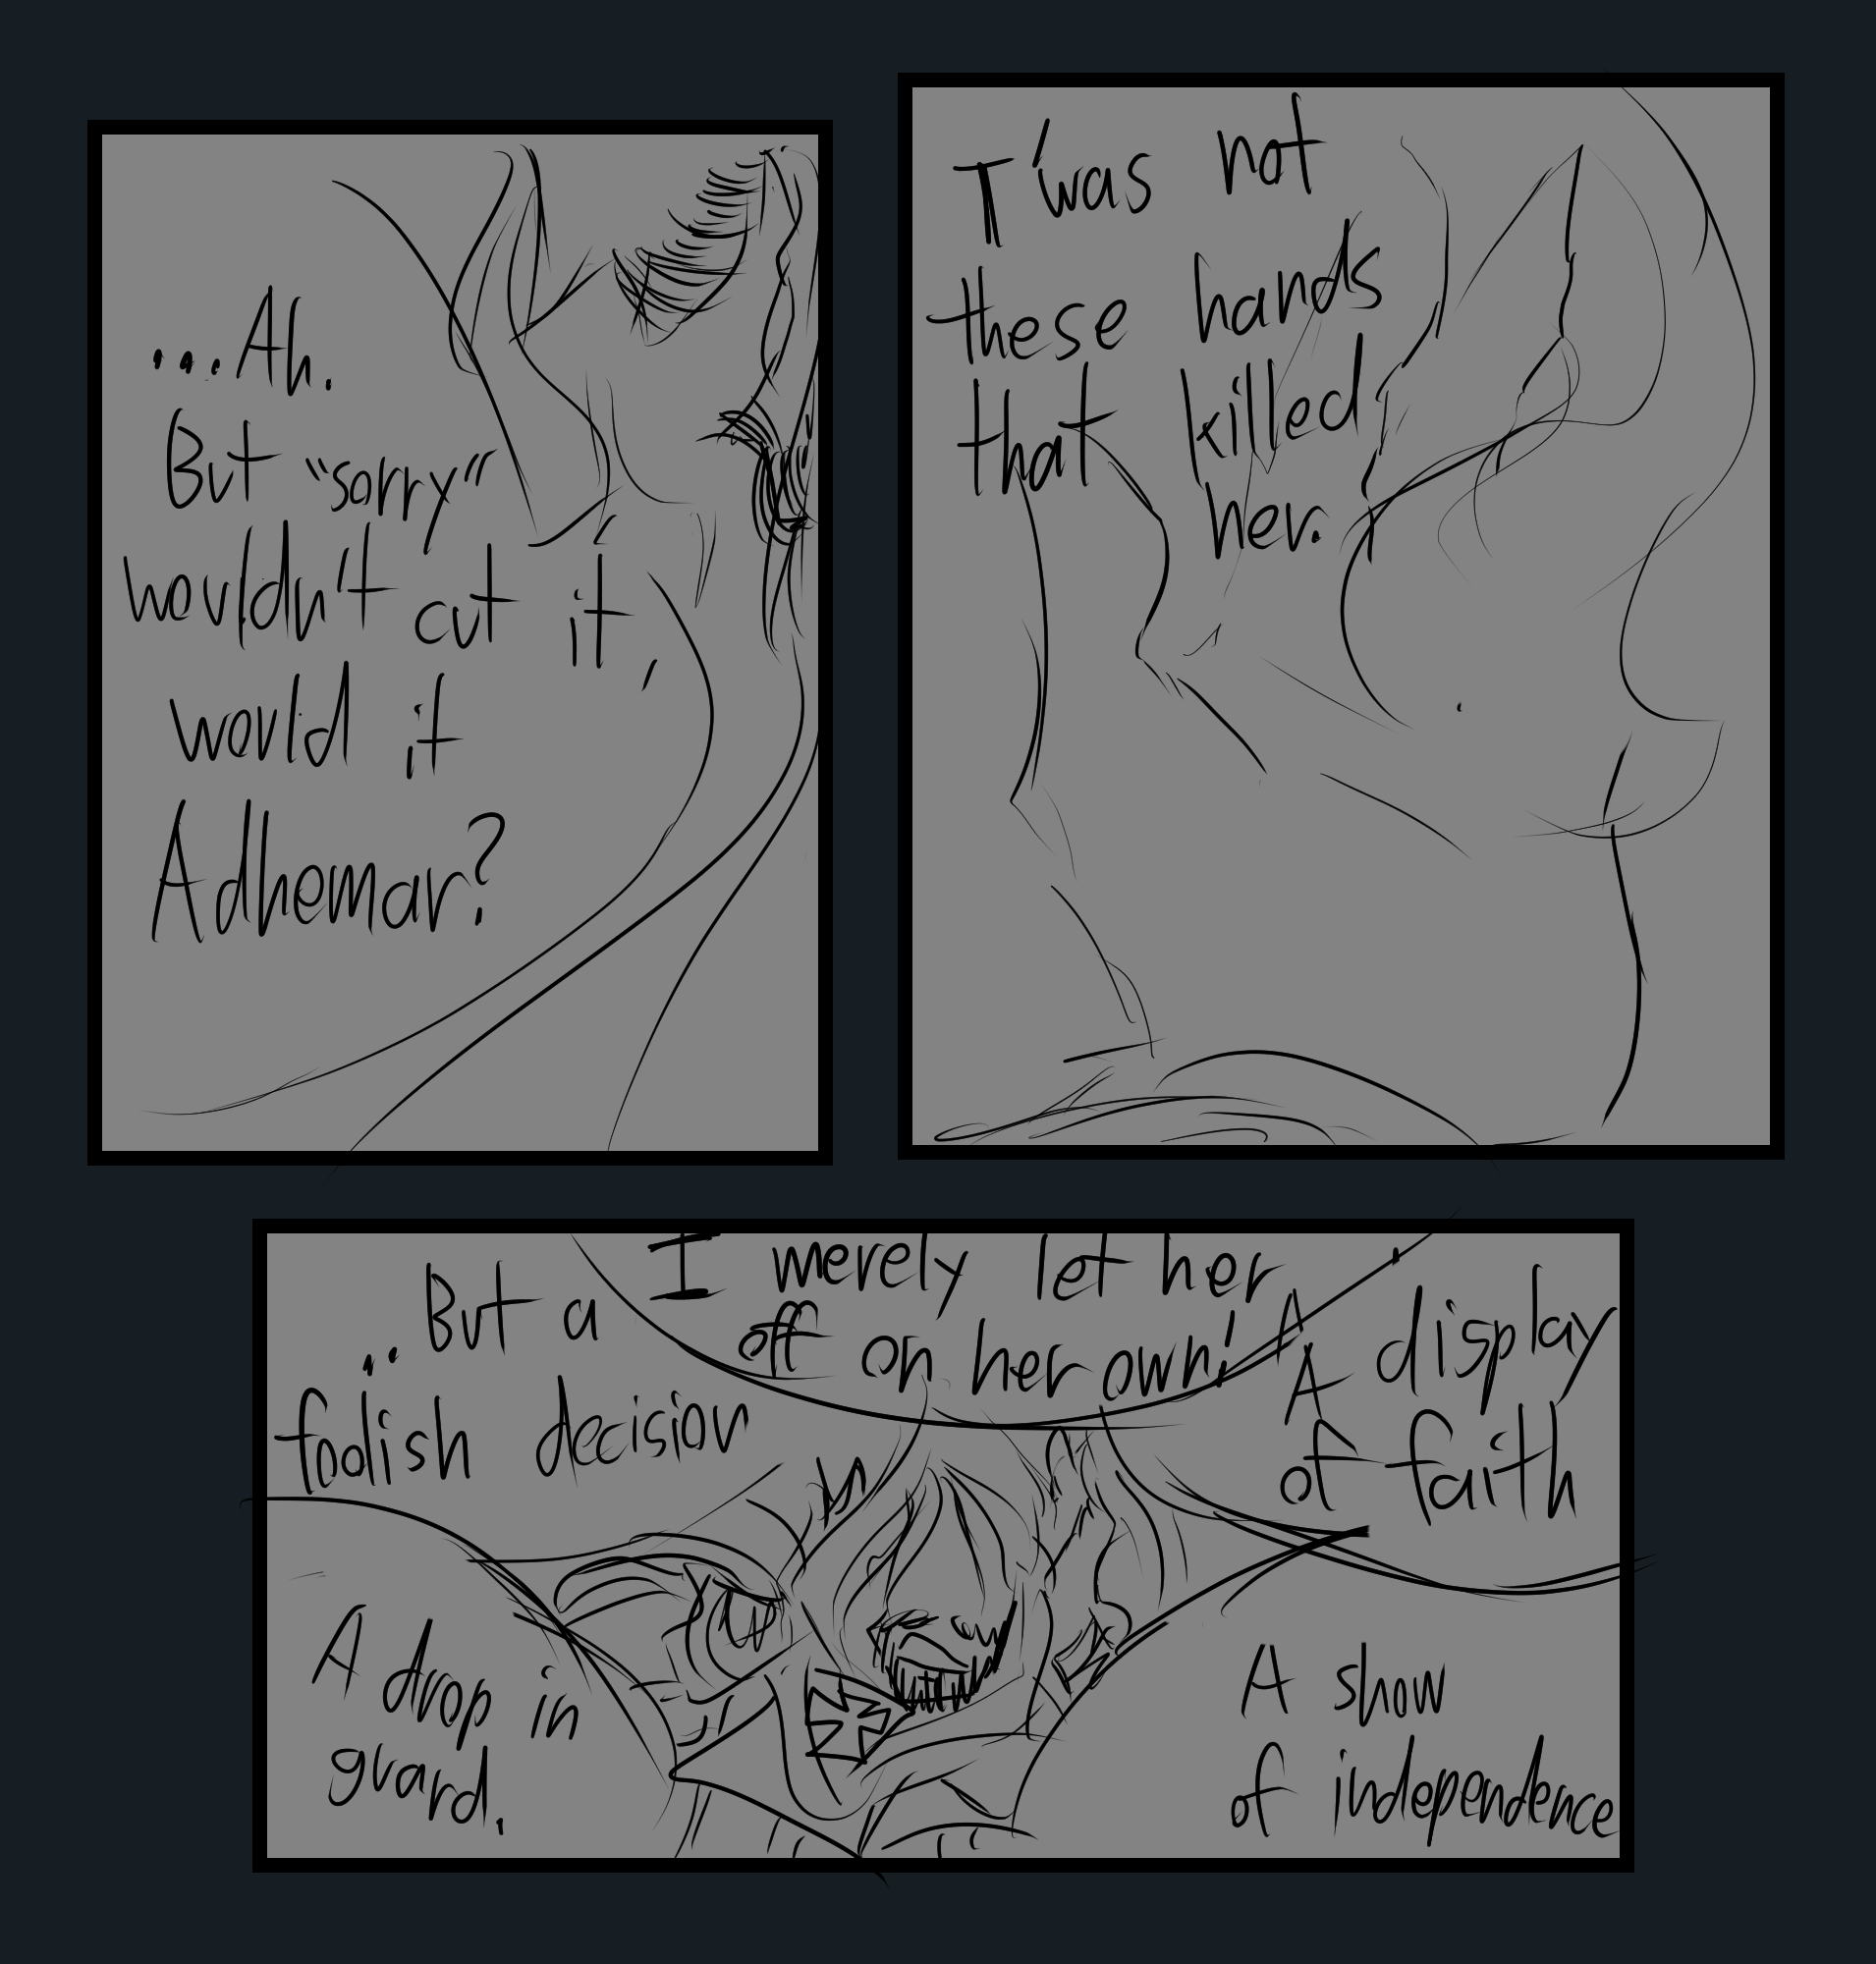 ...Ah.
But "sorry"
wouldn't cut it,
would it
Adhemar?
T'was not
these hands
that killed
her.
I merely let her
off on her own,
..But a
foolish decision
A display
of faith
A drop in
guard.
A show
of independence